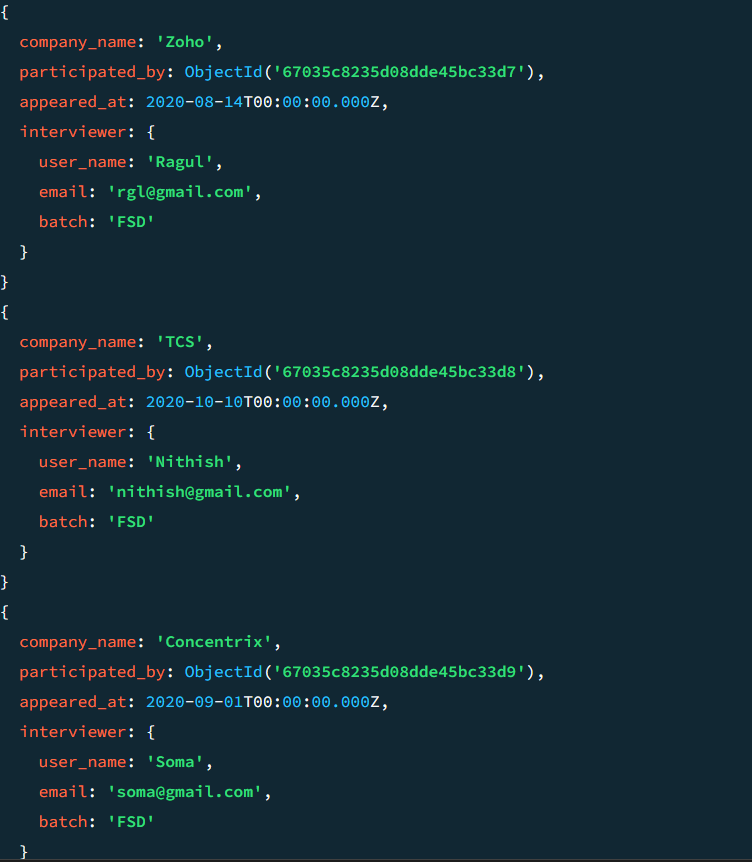 {
  company_name: 'Zoho',
  participated_by: ObjectId('67035c8235d08dde45bc33d7'),
  appeared_at: 2020-08-14T00:00:00.000Z,
  interviewer: {
    user_name: 'Ragul',
    email: 'rgl@gmail.com',
    batch: 'FSD'
  }
}
{
  company_name: 'TCS',
  participated_by: ObjectId('67035c8235d08dde45bc33d8'),
  appeared_at: 2020-10-10T00:00:00.000Z,
  interviewer: {
    user_name: 'Nithish',
    email: 'nithish@gmail.com',
    batch: 'FSD'
  }
}
{
  company_name: 'Concentrix',
  participated_by: ObjectId('67035c8235d08dde45bc33d9'),
  appeared_at: 2020-09-01T00:00:00.000Z,
  interviewer: {
    user_name: 'Soma',
    email: 'soma@gmail.com',
    batch: 'FSD'
  }